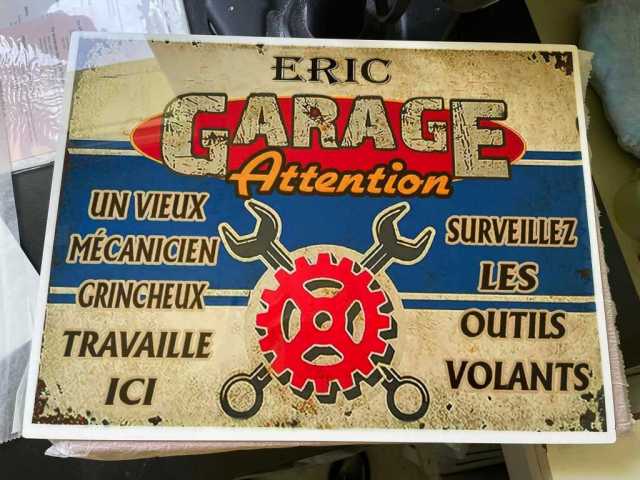 ERIC
GARAGE
Attention
UN VIEUX
MÉCANICIEN
GRINCHEUX
TRAVAILLE
ICI
SURVEILLEZ
LES
OUTILS
VOLANTS